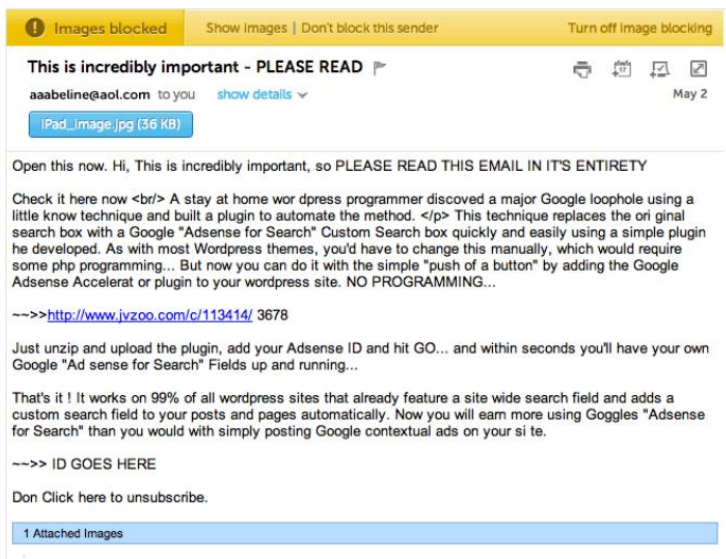 Images blocked
Show images | Don't block this sender
Turn off image blocking
This is incredibly important - PLEASE READ
aaabeline@aol.com to you show details
May 2
iPad_image.jpg (36 KB)
Open this now. Hi, This is incredibly important, so PLEASE READ THIS EMAIL IN IT'S ENTIRETY
Check it here now <br/> A stay at home wor dpress programmer discoved a major Google loophole using a
little know technique and built a plugin to automate the method. </p> This technique replaces the ori ginal
search box with a Google "Adsense for Search" Custom Search box quickly and easily using a simple plugin
he developed. As with most Wordpress themes, you'd have to change this manually, which would require
some php programming... But now you can do it with the simple "push of a button" by adding the Google
Adsense Accelerat or plugin to your wordpress site. NO PROGRAMMING...
~~>>http://www.jvzoo.com/c/113414/ 3678
Just unzip and upload the plugin, add your Adsense ID and hit GO... and within seconds you'll have your own
Google "Ad sense for Search" Fields up and running...
That's it ! It works on 99% of all wordpress sites that already feature a site wide search field and adds a
custom search field to your posts and pages automatically. Now you will earn more using Goggles "Adsense
for Search" than you would with simply posting Google contextual ads on your si te.
~~>> ID GOES HERE
Don Click here to unsubscribe.
1 Attached Images